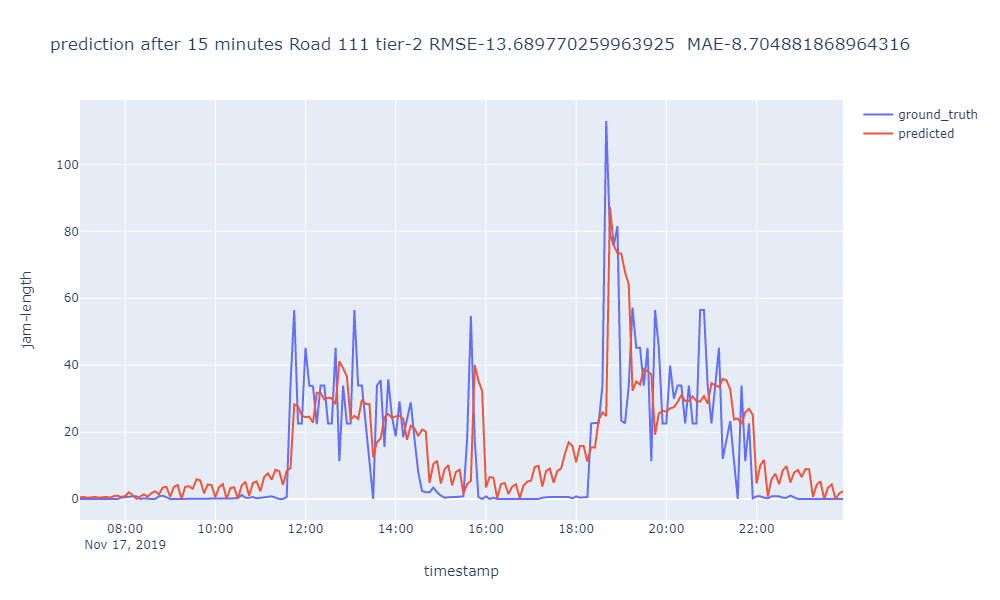 prediction after 15 minutes Road 111 tier-2 RMSE-13.689770259963925  MAE-8.704881868964316
ground_truth
predicted
100
80
60
40
20
0
jam-length
08:00 10:00 12:00 14:00 16:00 18:00 20:00 22:00
Nov 17, 2019
timestamp